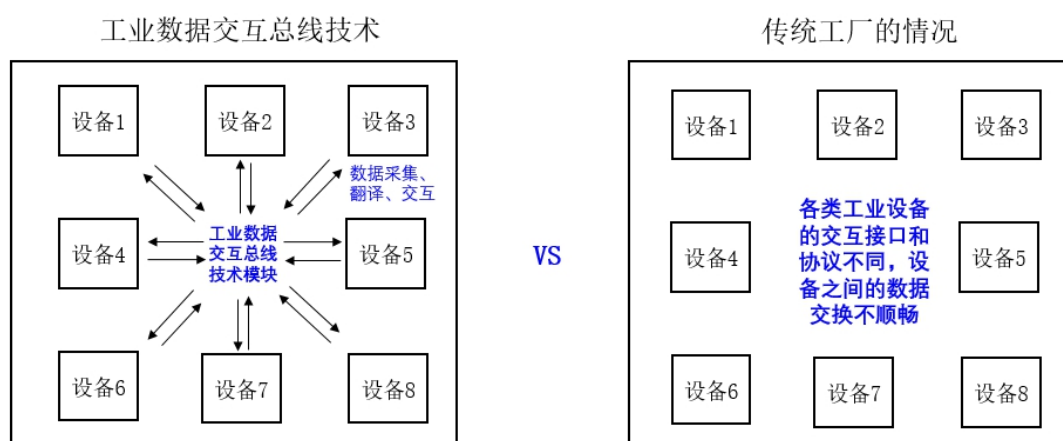 工业数据交互总线技术
设备1
设备2
设备3
数据采集、
翻译、交互
设备4
工业数据
交互总线
技术模块
设备5
设备6
设备7
设备8
VS
传统工厂的情况
设备1
设备2
设备3
设备4
各类工业设备
的交互接口和
协议不同，设
备之间的数据
交换不顺畅
设备5
设备6
设备7
设备8